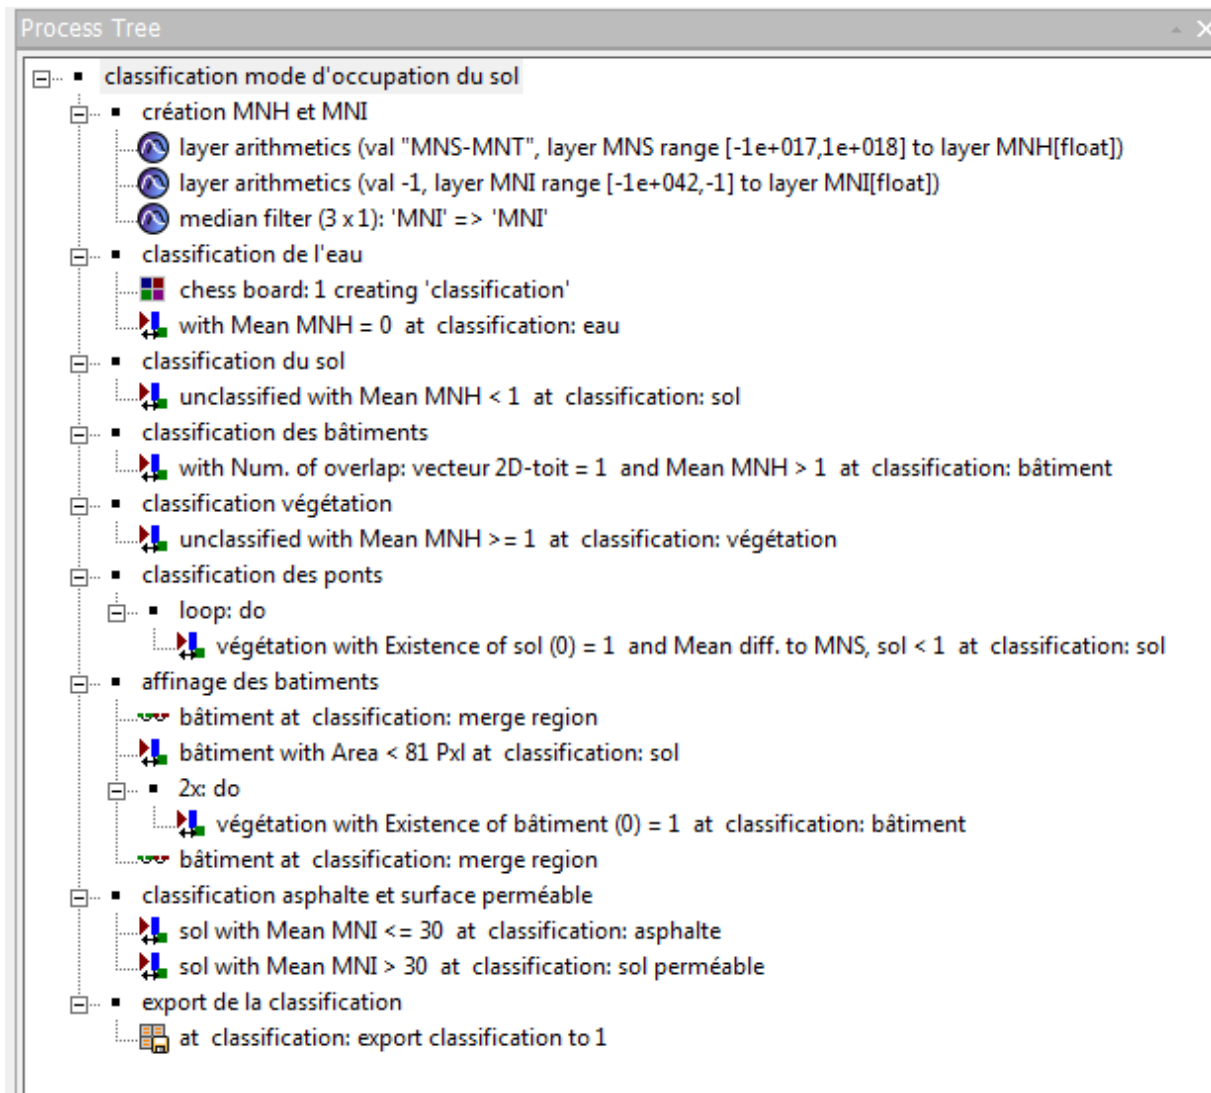 Process Tree
classification mode d'occupation du sol
création MNH et MNI
layer arithmetics (val "MNS-MNT", layer MNS range [-1e+017,1e+018] to layer MNH[float])
layer arithmetics (val -1, layer MNI range [-1e+042,-1] to layer MNI[float])
median filter (3 x 1): 'MNI' => 'MNI'
classification de l'eau
chess board: 1 creating 'classification'
with Mean MNH = 0 at classification: eau
classification du sol
unclassified with Mean MNH < 1 at classification: sol
classification des bâtiments
with Num. of overlap: vecteur 2D-toit = 1 and Mean MNH > 1 at classification: bâtiment
classification végétation
unclassified with Mean MNH >= 1 at classification: végétation
classification des ponts
loop: do
végétation with Existence of sol (0) = 1 and Mean diff. to MNS, sol < 1 at classification: sol
affinage des batiments
bâtiment at classification: merge region
bâtiment with Area < 81 Pxl at classification: sol
2x: do
végétation with Existence of bâtiment (0) = 1 at classification: bâtiment
bâtiment at classification: merge region
classification asphalte et surface perméable
sol with Mean MNI <= 30 at classification: asphalte
sol with Mean MNI > 30 at classification: sol perméable
export de la classification
at classification: export classification to 1